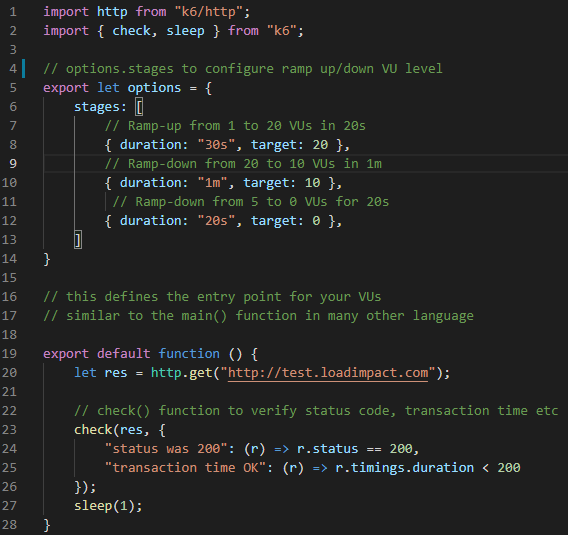 1 import http from "k6/http";
2 import { check, sleep } from "k6";
3
4 // options.stages to configure ramp up/down VU level
5 export let options = {
6     stages: [
7         // Ramp-up from 1 to 20 VUs in 20s
8         { duration: "30s", target: 20 },
9         // Ramp-down from 20 to 10 VUs in 1m
10         { duration: "1m", target: 10 },
11          // Ramp-down from 5 to 0 VUs for 20s
12         { duration: "20s", target: 0 },
13     ]
14 }
15
16 // this defines the entry point for your VUs
17 // similar to the main() function in many other language
18
19 export default function () {
20     let res = http.get("http://test.loadimpact.com");
21
22     // check() function to verify status code, transaction time etc
23     check(res, {
24         "status was 200": (r) => r.status == 200,
25         "transaction time OK": (r) => r.timings.duration < 200
26     });
27     sleep(1);
28 }